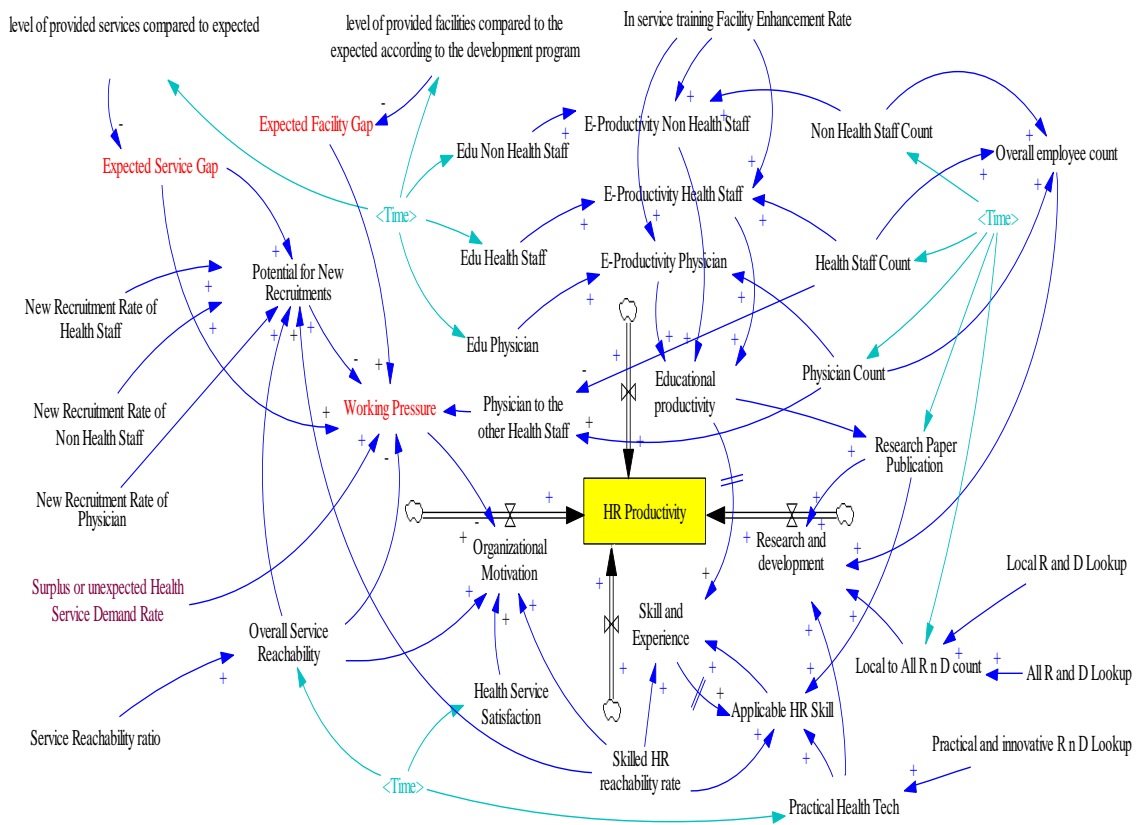 level of provided services compared to expected
level of provided facilities compared to the
expected according to the development program
In service training Facility Enhancement Rate
Expected Facility Gap
E-Productivity Non Health Staff
Non Health Staff Count
Expected Service Gap
Edu Non Health Staff
Overall employee count
E-Productivity Health Staff
<Time>
<Time>
Edu Health Staff
E-Productivity Physician
Health Staff Count
Potential for New
Recruitments
New Recruitment Rate of
Health Staff
Edu Physician
Educational
productivity
Physician Count
New Recruitment Rate of
Non Health Staff
Working Pressure
Physician to the
other Health Staff
Research Paper
Publication
New Recruitment Rate of
Physician
HR Productivity
Organizational
Motivation
Research and
development
Surplus or unexpected Health
Service Demand Rate
Local R and D Lookup
Overall Service
Reachability
Skill and
Experience
Local to All R n D count
All R and D Lookup
Health Service
Satisfaction
Applicable HR Skill
Service Reachability ratio
Practical and innovative R n D Lookup
Skilled HR
reachability rate
<Time>
Practical Health Tech